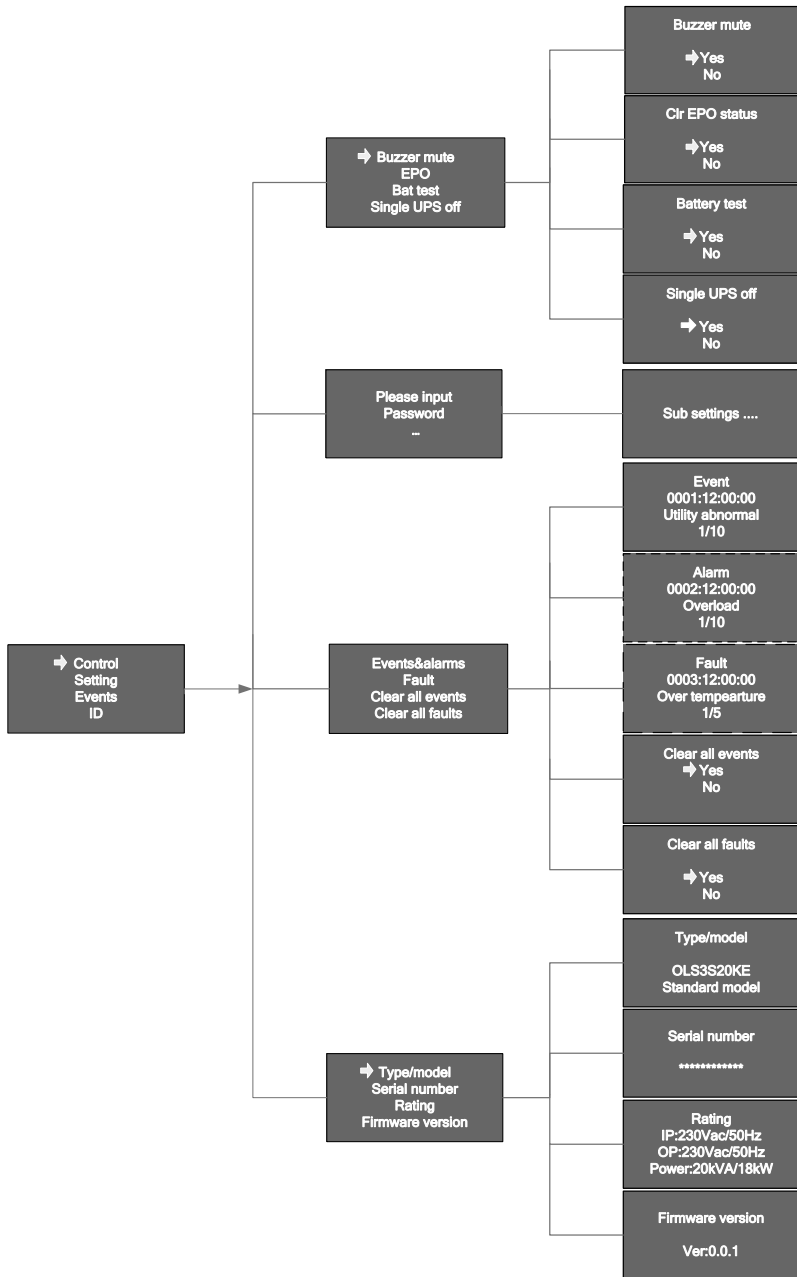 Buzzer mute
Yes
No
Clr EPO status
Yes
No
Buzzer mute
EPO
Bat test
Single UPS off
Battery test
Yes
No
Single UPS off
Yes
No
Please input
Password
...
Sub settings ....
Event
0001:12:00:00
Utility abnormal
1/10
Alarm
0002:12:00:00
Overload
1/10
Control
Setting
Events
ID
Events&alarms
Fault
Clear all events
Clear all faults
Fault
0003:12:00:00
Over tempearture
1/5
Clear all events
Yes
No
Clear all faults
Yes
No
Type/model
OLS3S20KE
Standard model
Serial number
************
Type/model
Serial number
Rating
Firmware version
Rating
IP:230Vac/50Hz
OP:230Vac/50Hz
Power:20kVA/18kW
Firmware version
Ver:0.0.1